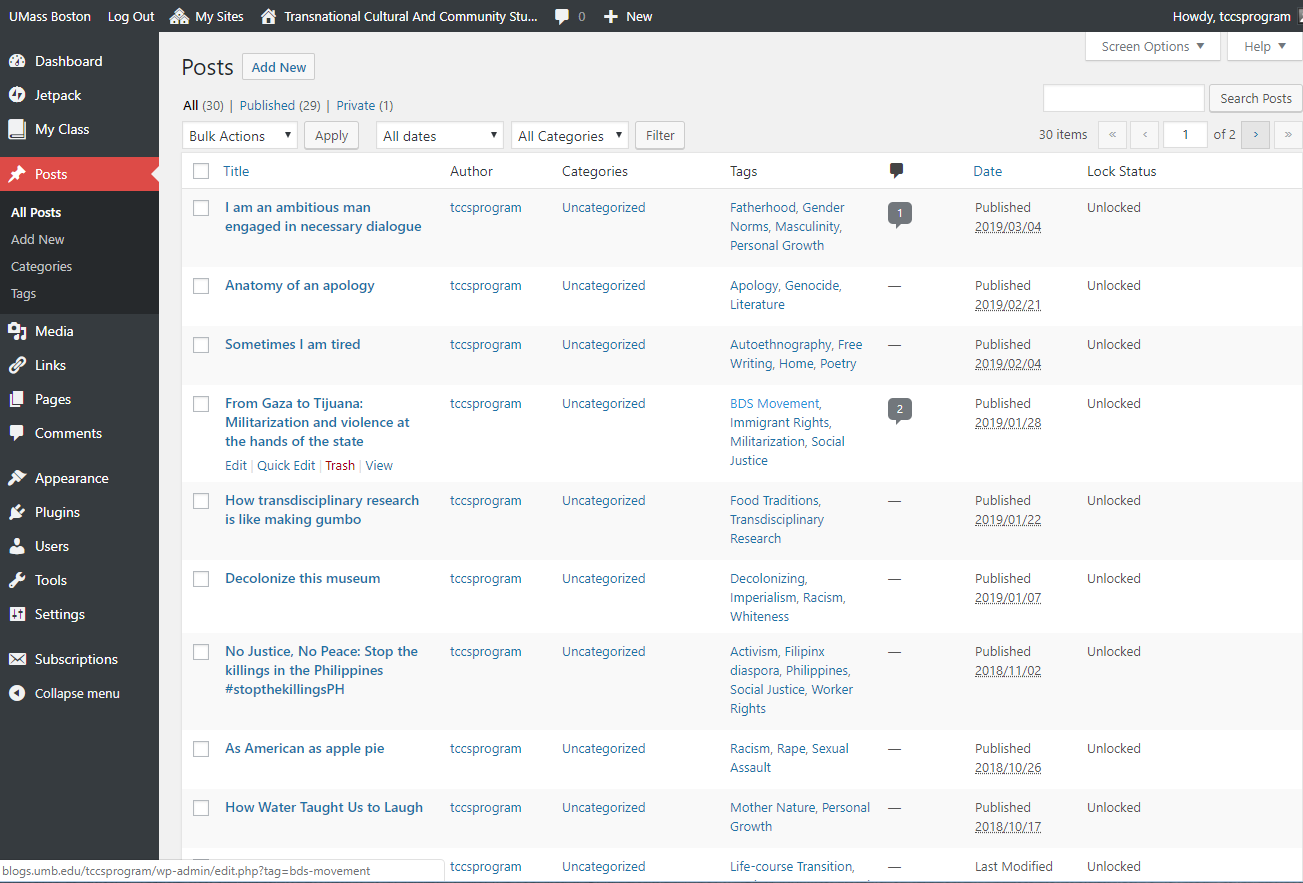 UMass Boston Log Out My Sites Transnational Cultural And Community Stu... 0 New Howdy, tccsprogram
Screen Options ▼ Help ▼
Dashboard
Jetpack
My Class
Posts
All Posts
Add New
Categories
Tags
Media
Links
Pages
Comments
Appearance
Plugins
Users
Tools
Settings
Subscriptions
Collapse menu
Posts Add New
All (30) | Published (29) | Private (1)
Search Posts
Bulk Actions ▼ Apply All dates ▼ All Categories ▼ Filter
30 items « ‹ 1 of 2 › »
Title Author Categories Tags Date Lock Status
I am an ambitious man tccsprogram Uncategorized Fatherhood, Gender 1 Published Unlocked
engaged in necessary dialogue Norms, Masculinity, 2019/03/04
Personal Growth
Anatomy of an apology tccsprogram Uncategorized Apology, Genocide, — Published Unlocked
Literature 2019/02/21
Sometimes I am tired tccsprogram Uncategorized Autoethnography, Free — Published Unlocked
Writing, Home, Poetry 2019/02/04
From Gaza to Tijuana: tccsprogram Uncategorized BDS Movement, 2 Published Unlocked
Militarization and violence at Immigrant Rights, 2019/01/28
the hands of the state Militarization, Social
Justice
Edit | Quick Edit | Trash | View
How transdisciplinary research tccsprogram Uncategorized Food Traditions, — Published Unlocked
is like making gumbo Transdisciplinary 2019/01/22
Research
Decolonize this museum tccsprogram Uncategorized Decolonizing, — Published Unlocked
Imperialism, Racism, 2019/01/07
Whiteness
No Justice, No Peace: Stop the tccsprogram Uncategorized Activism, Filipinx — Published Unlocked
killings in the Philippines diaspora, Philippines, 2018/11/02
#stopthekillingsPH Social Justice, Worker
Rights
As American as apple pie tccsprogram Uncategorized Racism, Rape, Sexual — Published Unlocked
Assault 2018/10/26
How Water Taught Us to Laugh tccsprogram Uncategorized Mother Nature, Personal — Published Unlocked
Growth 2018/10/17
tccsprogram Uncategorized Life-course Transition, — Last Modified Unlocked
blogs.umb.edu/tccsprogram/wp-admin/edit.php?tag=bds-movement